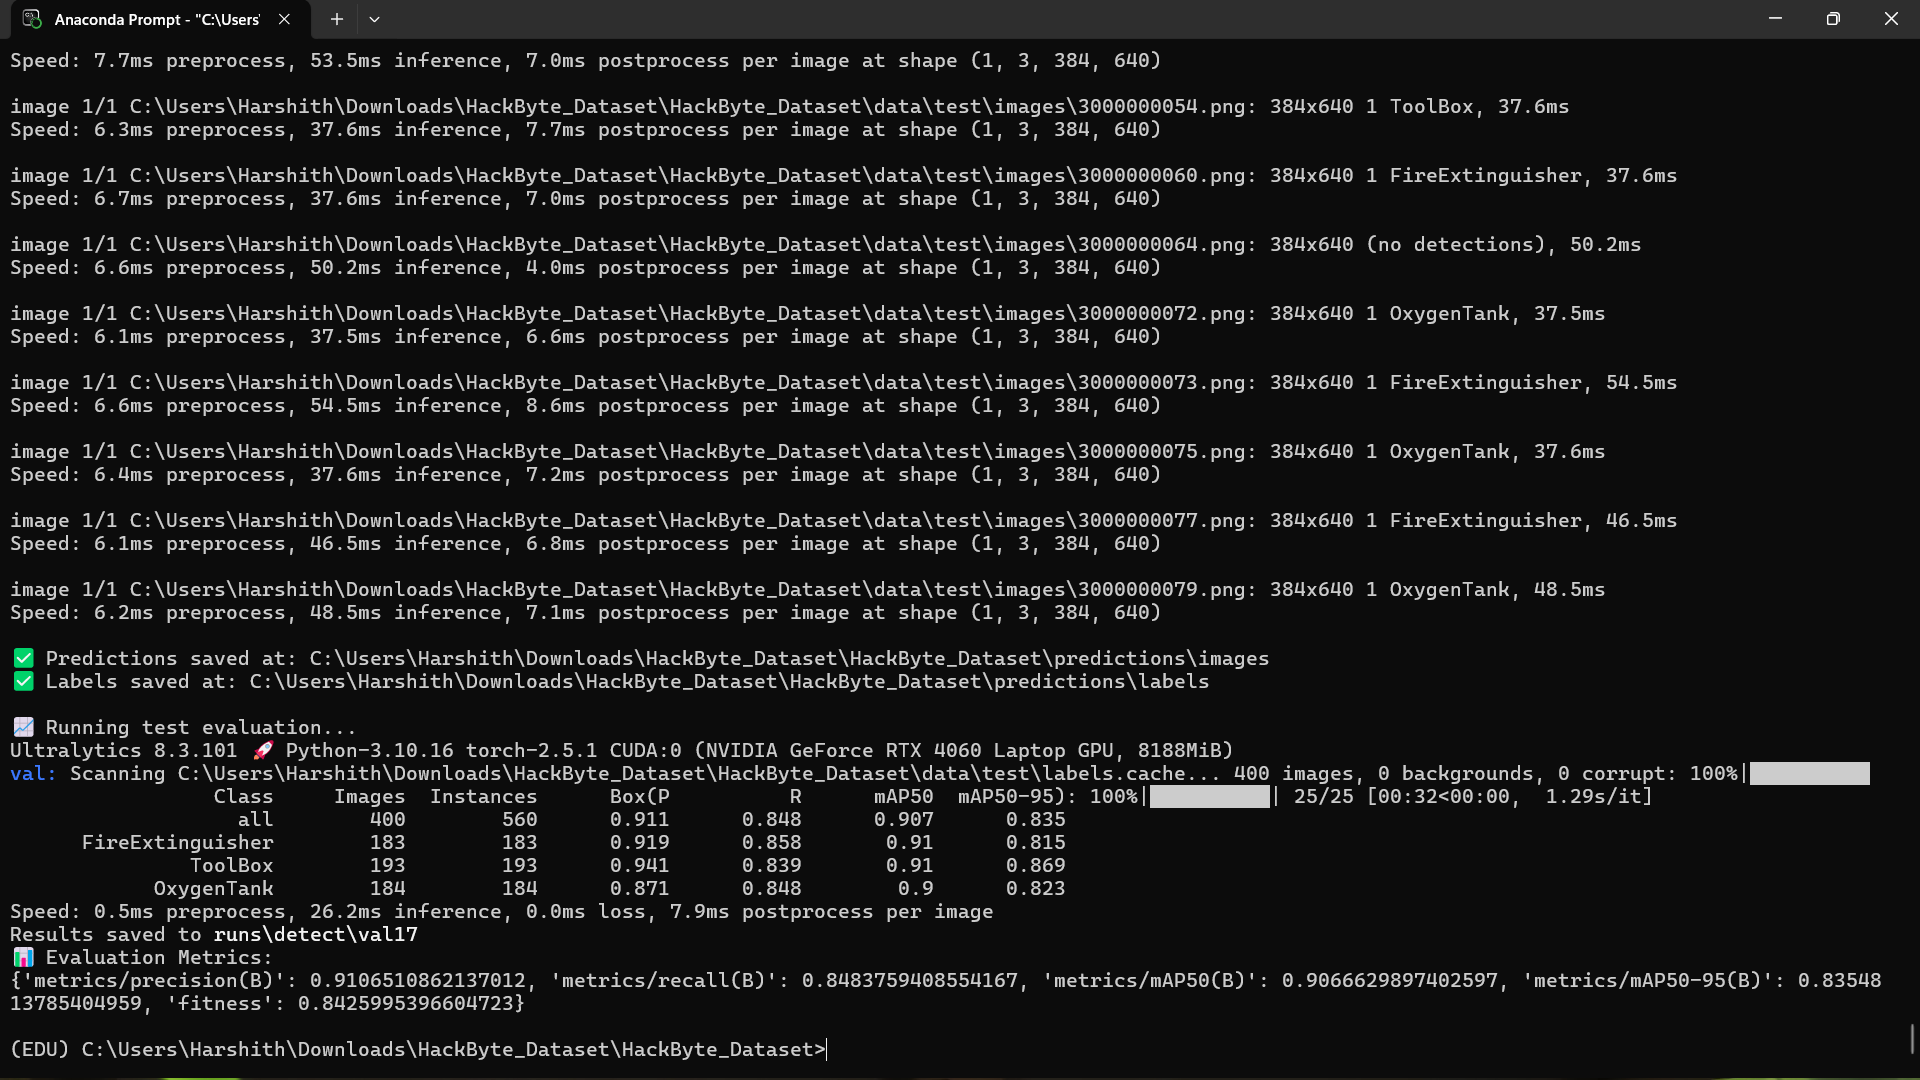 Anaconda Prompt - "C:\Users'
Speed: 7.7ms preprocess, 53.5ms inference, 7.0ms postprocess per image at shape (1, 3, 384, 640)
image 1/1 C:\Users\Harshith\Downloads\HackByte_Dataset\HackByte_Dataset\data\test\images\3000000054.png: 384x640 1 ToolBox, 37.6ms
Speed: 6.3ms preprocess, 37.6ms inference, 7.7ms postprocess per image at shape (1, 3, 384, 640)
image 1/1 C:\Users\Harshith\Downloads\HackByte_Dataset\HackByte_Dataset\data\test\images\3000000060.png: 384x640 1 FireExtinguisher, 37.6ms
Speed: 6.7ms preprocess, 37.6ms inference, 7.0ms postprocess per image at shape (1, 3, 384, 640)
image 1/1 C:\Users\Harshith\Downloads\HackByte_Dataset\HackByte_Dataset\data\test\images\3000000064.png: 384x640 (no detections), 50.2ms
Speed: 6.6ms preprocess, 50.2ms inference, 4.0ms postprocess per image at shape (1, 3, 384, 640)
image 1/1 C:\Users\Harshith\Downloads\HackByte_Dataset\HackByte_Dataset\data\test\images\3000000072.png: 384x640 1 OxygenTank, 37.5ms
Speed: 6.1ms preprocess, 37.5ms inference, 6.6ms postprocess per image at shape (1, 3, 384, 640)
image 1/1 C:\Users\Harshith\Downloads\HackByte_Dataset\HackByte_Dataset\data\test\images\3000000073.png: 384x640 1 FireExtinguisher, 54.5ms
Speed: 6.6ms preprocess, 54.5ms inference, 8.6ms postprocess per image at shape (1, 3, 384, 640)
image 1/1 C:\Users\Harshith\Downloads\HackByte_Dataset\HackByte_Dataset\data\test\images\3000000075.png: 384x640 1 OxygenTank, 37.6ms
Speed: 6.4ms preprocess, 37.6ms inference, 7.2ms postprocess per image at shape (1, 3, 384, 640)
image 1/1 C:\Users\Harshith\Downloads\HackByte_Dataset\HackByte_Dataset\data\test\images\3000000077.png: 384x640 1 FireExtinguisher, 46.5ms
Speed: 6.1ms preprocess, 46.5ms inference, 6.8ms postprocess per image at shape (1, 3, 384, 640)
image 1/1 C:\Users\Harshith\Downloads\HackByte_Dataset\HackByte_Dataset\data\test\images\3000000079.png: 384x640 1 OxygenTank, 48.5ms
Speed: 6.2ms preprocess, 48.5ms inference, 7.1ms postprocess per image at shape (1, 3, 384, 640)
✅ Predictions saved at: C:\Users\Harshith\Downloads\HackByte_Dataset\HackByte_Dataset\predictions\images
✅ Labels saved at: C:\Users\Harshith\Downloads\HackByte_Dataset\HackByte_Dataset\predictions\labels
📈 Running test evaluation...
Ultralytics 8.3.101 🚀 Python-3.10.16 torch-2.5.1 CUDA:0 (NVIDIA GeForce RTX 4060 Laptop GPU, 8188MiB)
val: Scanning C:\Users\Harshith\Downloads\HackByte_Dataset\HackByte_Dataset\data\test\labels.cache... 400 images, 0 backgrounds, 0 corrupt: 100%|██████████
Class Images Instances Box(P R mAP50 mAP50-95): 100%|██████████| 25/25 [00:32<00:00, 1.29s/it]
all 400 560 0.911 0.848 0.907 0.835
FireExtinguisher 183 183 0.919 0.858 0.91 0.815
ToolBox 193 193 0.941 0.839 0.91 0.869
OxygenTank 184 184 0.871 0.848 0.9 0.823
Speed: 0.5ms preprocess, 26.2ms inference, 0.0ms loss, 7.9ms postprocess per image
Results saved to runs\detect\val17
📊 Evaluation Metrics:
{'metrics/precision(B)': 0.9106510862137012, 'metrics/recall(B)': 0.8483759408554167, 'metrics/mAP50(B)': 0.9066629897402597, 'metrics/mAP50-95(B)': 0.83548
13785404959, 'fitness': 0.8425995396604723}
(EDU) C:\Users\Harshith\Downloads\HackByte_Dataset\HackByte_Dataset>